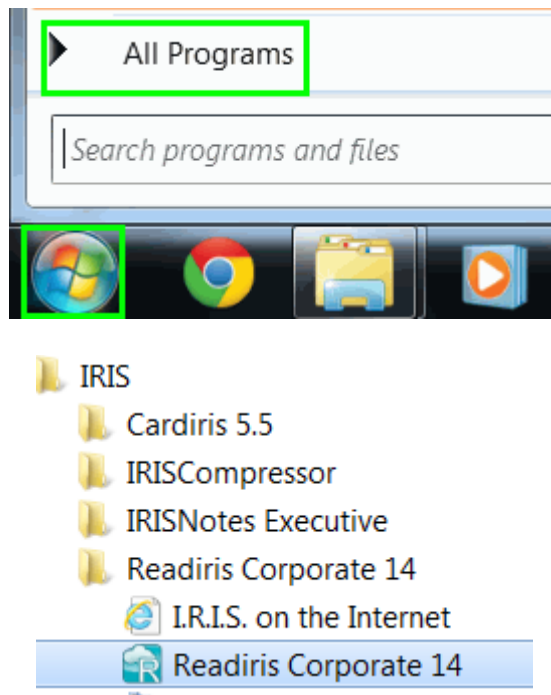 All Programs
Search programs and files
IRIS
Cardiris 5.5
IRISCompressor
IRISNotes Executive
Readiris Corporate 14
I.R.I.S. on the Internet
Readiris Corporate 14